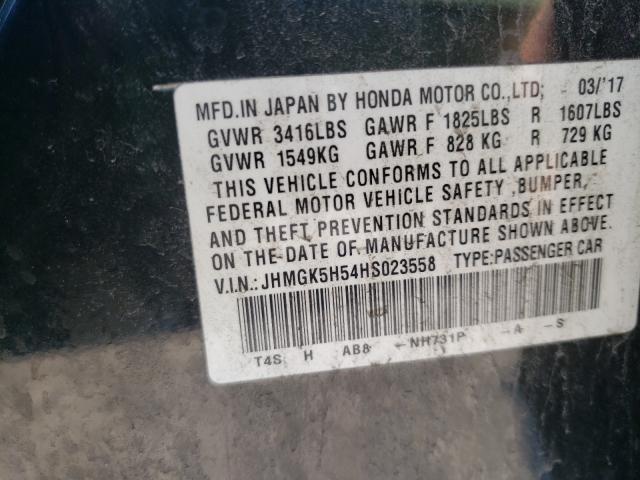 MFD.IN JAPAN BY HONDA MOTOR CO.,LTD; 03/'17
GVWR 3416LBS GAWR F 1825LBS R 1607LBS
GVWR 1549KG GAWR F 828 KG R 729 KG
THIS VEHICLE CONFORMS TO ALL APPLICABLE
FEDERAL MOTOR VEHICLE SAFETY ,BUMPER,
AND THEFT PREVENTION STANDARDS IN EFFECT
ON THE DATE OF MANUFACTURE SHOWN ABOVE.
V.I.N.:JHMGK5H54HS023558 TYPE:PASSENGER CAR
T4S H AB8 -NH731P -A -S